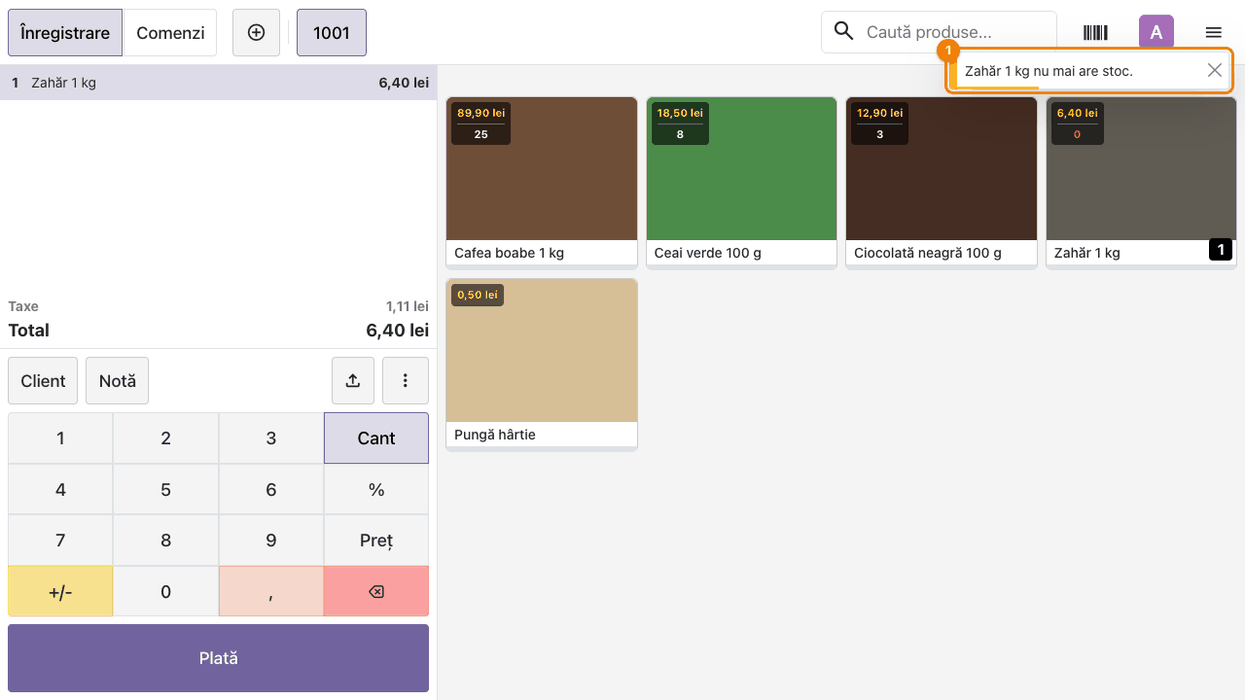 Înregistrare
Comenzi
1001
Caută produse...
A
1
Zahăr 1 kg nu mai are stoc.
1 Zahăr 1 kg 6,40 lei
89,90 lei
25
Cafea boabe 1 kg
18,50 lei
8
Ceai verde 100 g
12,90 lei
3
Ciocolată neagră 100 g
6,40 lei
0
Zahăr 1 kg
1
0,50 lei
Pungă hârtie
Taxe 1,11 lei
Total 6,40 lei
Client
Notă
1 2 3 Cant
4 5 6 %
7 8 9 Preț
+/- 0 ,
Plată